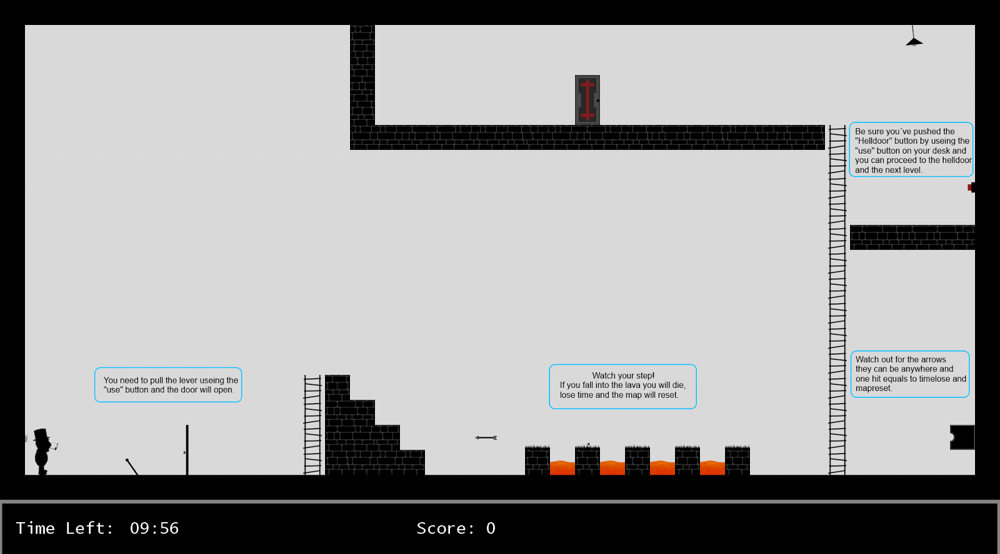 Be sure you´ve pushed the
"Helldoor" button by useing the
"use" button on your desk and
you can proceed to the helldoor
and the next level.
You need to pull the lever useing the
"use" button and the door will open.
Watch your step!
If you fall into the lava you will die,
lose time and the map will reset.
Watch out for the arrows
they can be anywhere and
one hit equals to timelose and
mapreset.
Time Left: 09:56
Score: 0